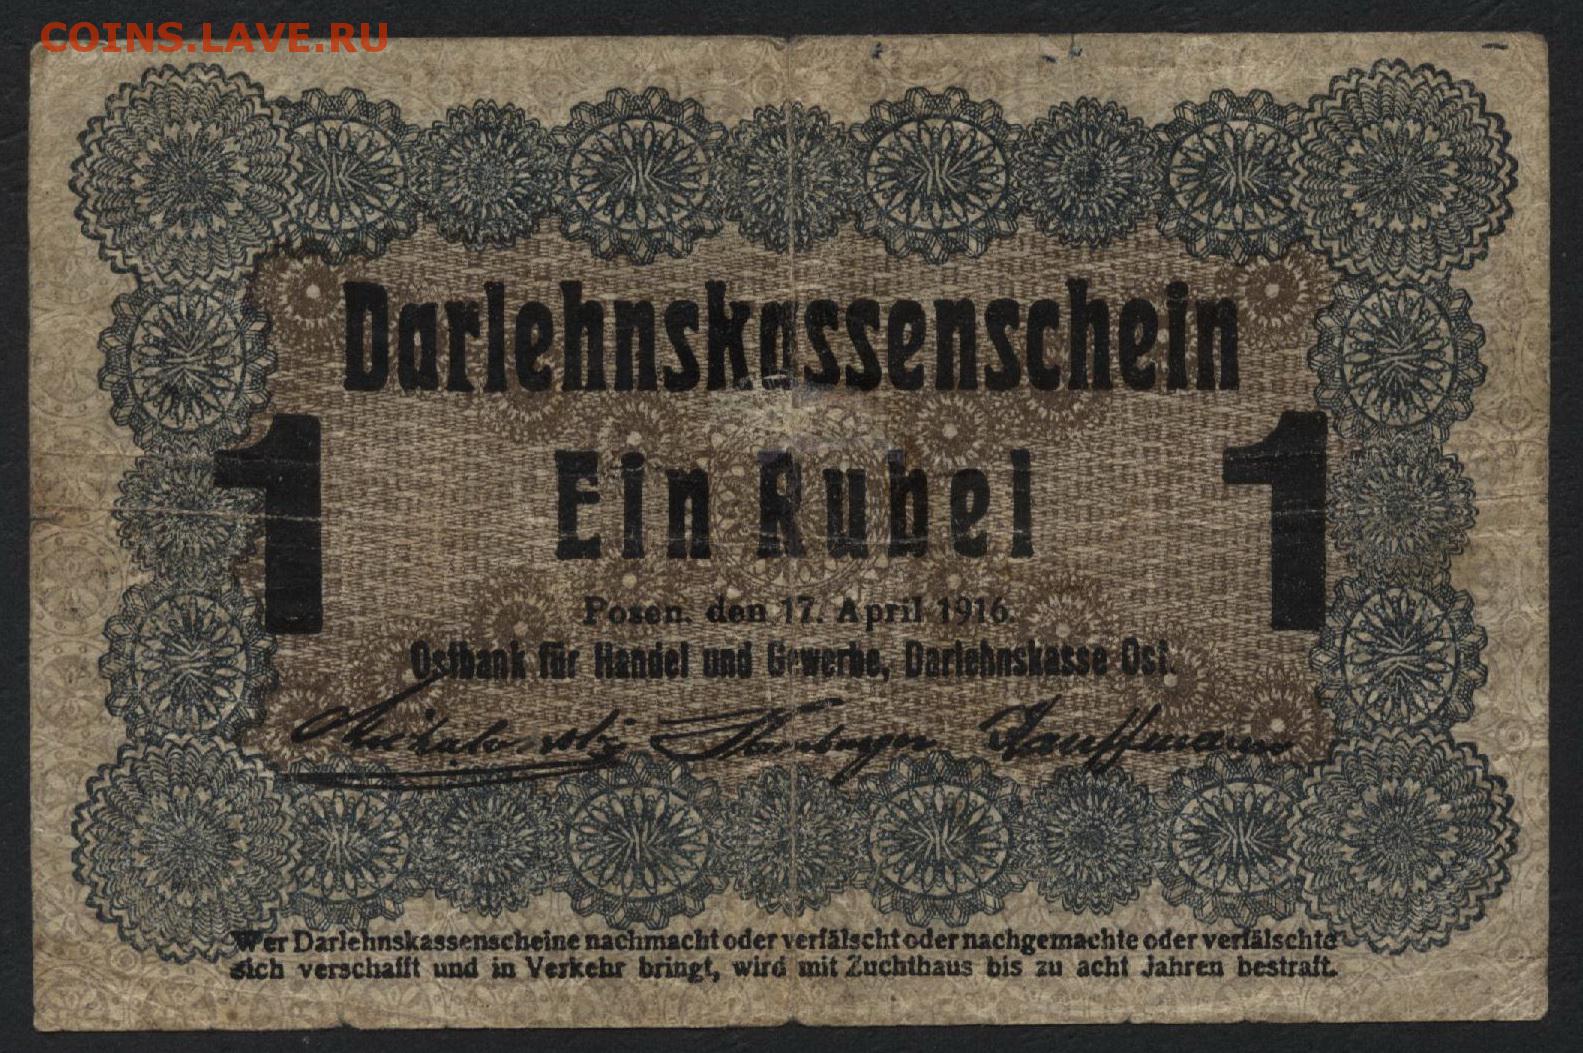 COINS.LAVE.RU
Darlehnskassenschein
1 Ein Rubel 1
Posen, den 17. April 1916.
Ostbank für Handel und Gewerbe, Darlehnskasse Ost.
Kauffmann
Wer Darlehnskassenscheine nachmacht oder verfälscht oder nachgemachte oder verfälschte
sich verschafft und in Verkehr bringt, wird mit Zuchthaus bis zu acht Jahren bestraft.